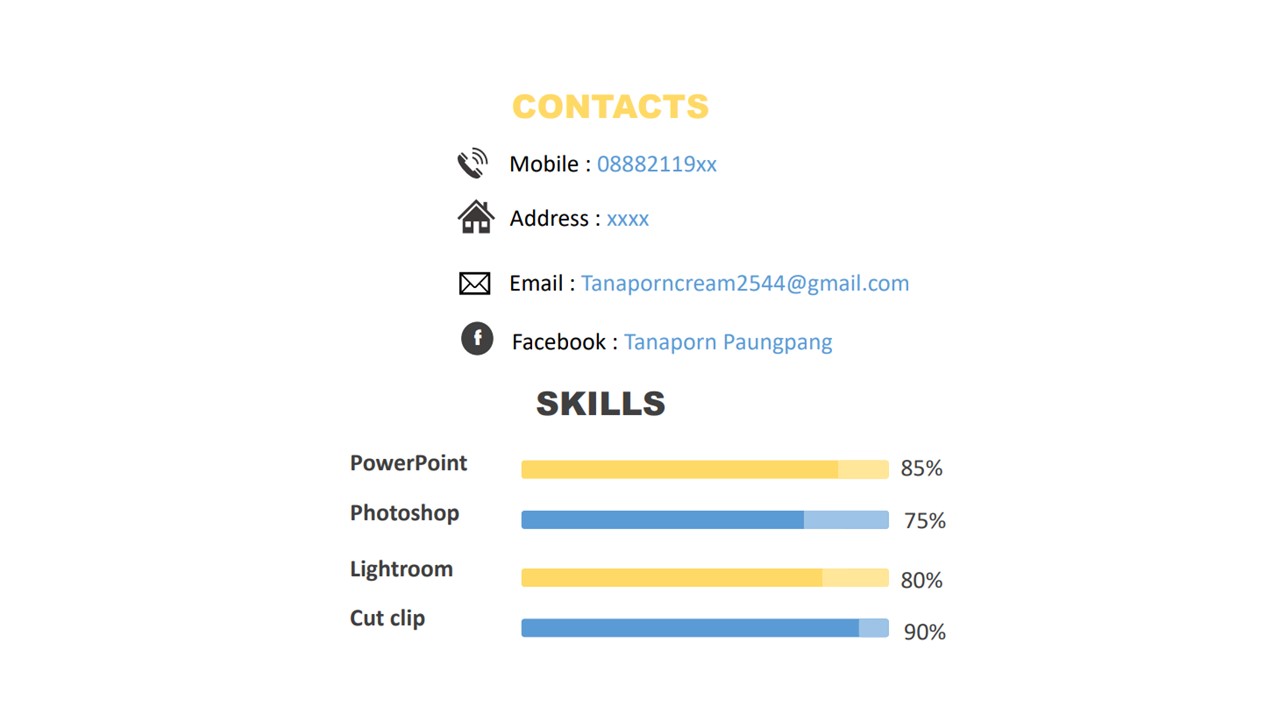 CONTACTS
Mobile : 08882119xx
Address : xxxx
Email : Tanaporncream2544@gmail.com
Facebook : Tanaporn Paungpang
SKILLS
PowerPoint 85%
Photoshop 75%
Lightroom 80%
Cut clip 90%